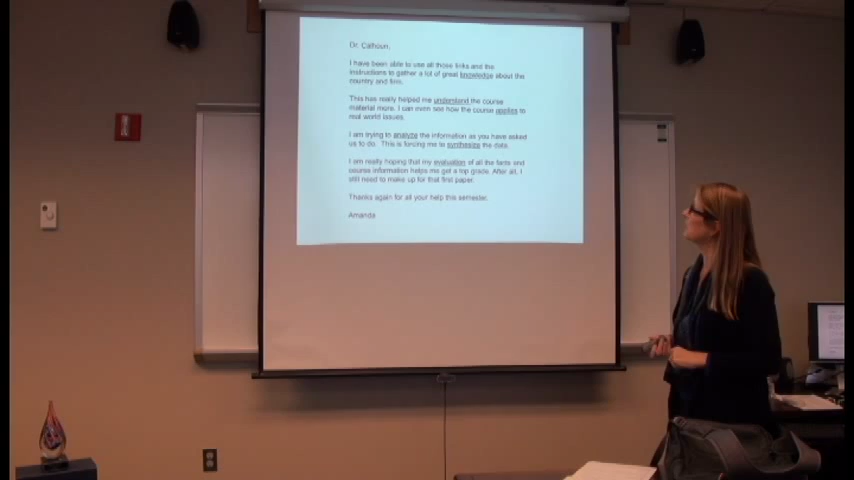 Dr. Calhoun,
I have been able to use all those links and the
instructions to gather a lot of great knowledge about the
country and firm.
This has really helped me understand the course
material more. I can even see how the course applies to
real world issues.
I am trying to analyze the information as you have asked
us to do. This is forcing me to synthesize the data.
I am really hoping that my evaluation of all the facts and
course information helps me get a top grade. After all, I
still need to make up for that first paper.
Thanks again for all your help this semester.
Amanda